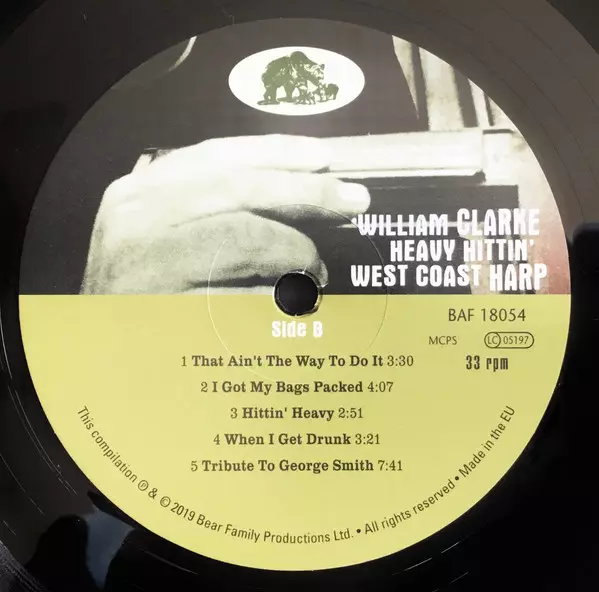 WILLIAM CLARKE
HEAVY HITTIN'
WEST COAST HARP
Side B
BAF 18054
MCPS LC 05197
33 rpm
1 That Ain't The Way To Do It 3:30
2 I Got My Bags Packed 4:07
3 Hittin' Heavy 2:51
4 When I Get Drunk 3:21
5 Tribute To George Smith 7:41
This compilation ℗ & © 2019 Bear Family Productions Ltd. • All rights reserved • Made in the EU